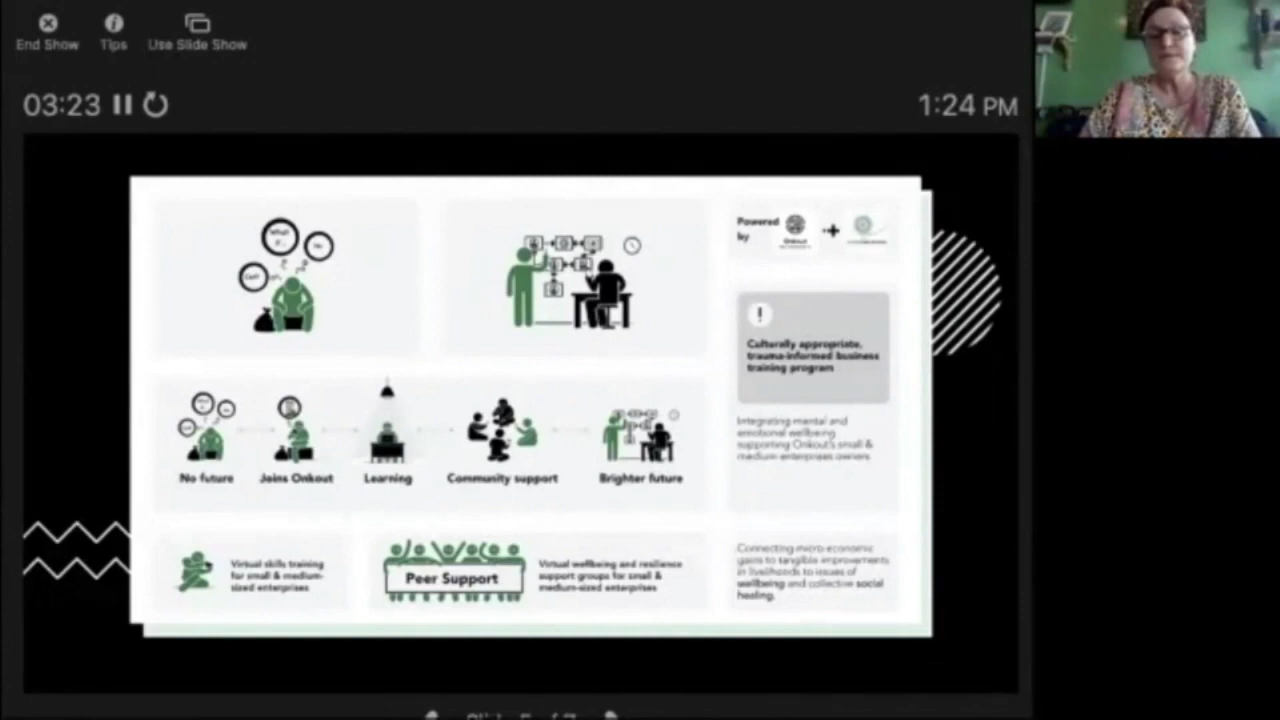 End Show
Tips
Use Slide Show
03:23
1:24 PM
What
Powered
by
Onkout
!
Culturally appropriate,
trauma-informed business
training program
Integrating mental and
emotional wellbeing
supporting Onkout's small &
medium enterprises owners
No future
Joins Onkout
Learning
Community support
Brighter future
Virtual skills training
for small & medium-
sized enterprises
Peer Support
Virtual wellbeing and resilience
support groups for small &
medium-sized enterprises
Connecting micro economic
gains to tangible improvements
in livelihoods to issues of
wellbeing and collective social
healing.